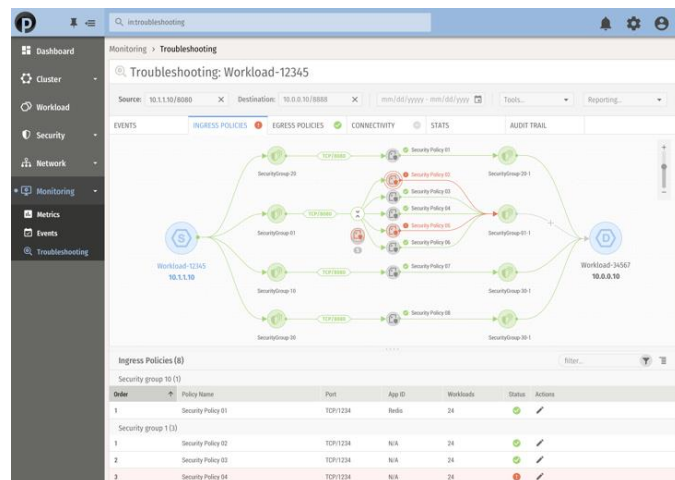 in:troubleshooting
Dashboard
Cluster
Workload
Security
Network
Monitoring
Metrics
Events
Troubleshooting
Monitoring > Troubleshooting
Troubleshooting: Workload-12345
Source: 10.1.1.10/8080 X Destination: 10.0.0.10/8888 X mm/dd/yyyy - mm/dd/yyyy Tools... Reporting...
EVENTS INGRESS POLICIES EGRESS POLICIES CONNECTIVITY STATS AUDIT TRAIL
TCP/8080 Security Policy 01
SecurityGroup-20 Security Policy 02 SecurityGroup-20-1
Security Policy 03
TCP/8080 Security Policy 04
SecurityGroup-01 Security Policy 05 SecurityGroup-01-1
S Security Policy 06 D
Workload-12345 TCP/8080 Security Policy 07 Workload-34567
10.1.1.10 10.0.0.10
SecurityGroup-10 SecurityGroup-30-1
TCP/8080 Security Policy 08
SecurityGroup-20 SecurityGroup-30-1
Ingress Policies (8) filter...
Security group 10 (1)
Order Policy Name Port App ID Workloads Status Actions
1 Security Policy 01 TCP/1234 Redis 24
Security group 1 (3)
1 Security Policy 02 TCP/1234 N/A 24
2 Security Policy 03 TCP/1234 N/A 24
3 Security Policy 04 TCP/1234 N/A 24